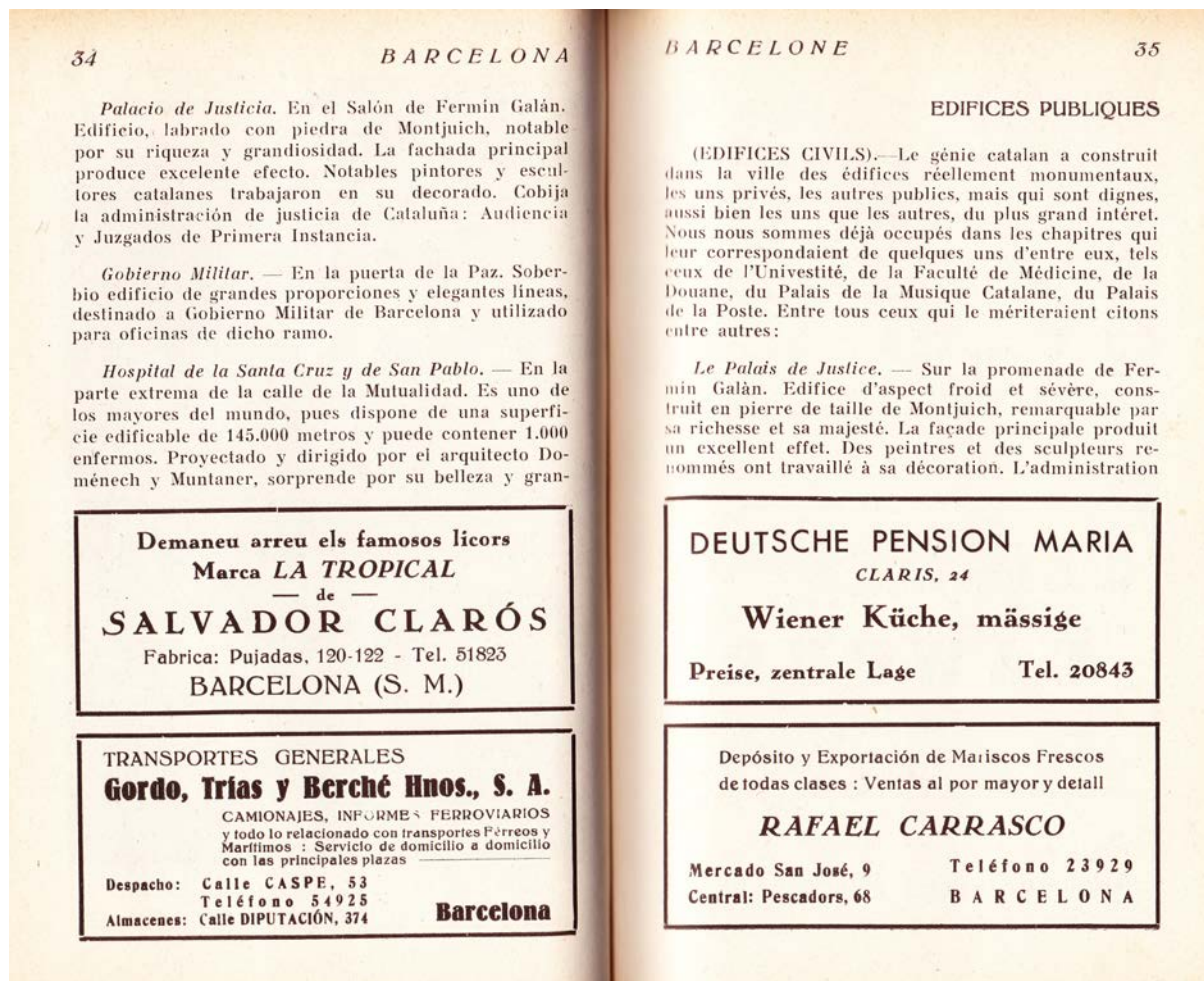 34 BARCELONA
Palacio de Justicia. En el Salón de Fermín Galán.
Edificio, labrado con piedra de Montjuich, notable
por su riqueza y grandiosidad. La fachada principal
produce excelente efecto. Notables pintores y escul-
tores catalanes trabajaron en su decorado. Cobija
la administración de justicia de Cataluña: Audiencia
y Juzgados de Primera Instancia.
Gobierno Militar. — En la puerta de la Paz. Sober-
bio edificio de grandes proporciones y elegantes lineas,
destinado a Gobierno Militar de Barcelona y utilizado
para oficinas de dicho ramo.
Hospital de la Santa Cruz y de San Pablo. — En la
parte extrema de la calle de la Mutualidad. Es uno de
los mayores del mundo, pues dispone de una superfi-
cie edificable de 145.000 metros y puede contener 1.000
enfermos. Proyectado y dirigido por el arquitecto Do-
ménech y Muntaner, sorprende por su belleza y gran-
Demaneu arreu els famosos licors
Marca LA TROPICAL
— de —
SALVADOR CLARÓS
Fabrica: Pujadas, 120-122 - Tel. 51823
BARCELONA (S. M.)
TRANSPORTES GENERALES
Gordo, Trías y Berché Hnos., S. A.
CAMIONAJES, INFORMES FERROVIARIOS
y todo lo relacionado con transportes Férreos y
Marítimos : Servicio de domicilio a domicilio
con las principales plazas
Despacho: Calle CASPE, 53
Teléfono 54925
Almacenes: Calle DIPUTACIÓN, 374
Barcelona
BARCELONE 35
EDIFICES PUBLIQUES
(EDIFICES CIVILS).—Le génie catalan a construit
dans la ville des édifices réellement monumentaux,
les uns privés, les autres publics, mais qui sont dignes,
aussi bien les uns que les autres, du plus grand intéret.
Nous nous sommes déjà occupés dans les chapitres qui
leur correspondaient de quelques uns d'entre eux, tels
ceux de l'Univestité, de la Faculté de Médicine, de la
Douane, du Palais de la Musique Catalane, du Palais
de la Poste. Entre tous ceux qui le mériteraient citons
entre autres:
Le Palais de Justice. — Sur la promenade de Fer-
min Galàn. Edifice d'aspect froid et sévère, cons-
truit en pierre de taille de Montjuich, remarquable par
sa richesse et sa majesté. La façade principale produit
un excellent effet. Des peintres et des sculpteurs re-
nommés ont travaillé à sa décoration. L'administration
DEUTSCHE PENSION MARIA
CLARIS, 24
Wiener Küche, mässige
Preise, zentrale Lage Tel. 20843
Depósito y Exportación de Mariscos Frescos
de todas clases : Ventas al por mayor y detall
RAFAEL CARRASCO
Mercado San José, 9 Teléfono 23929
Central: Pescadors, 68 BARCELONA